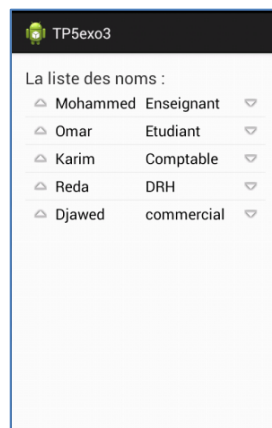 TP5exo3
La liste des noms :
Mohammed Enseignant
Omar Etudiant
Karim Comptable
Reda DRH
Djawed commercial